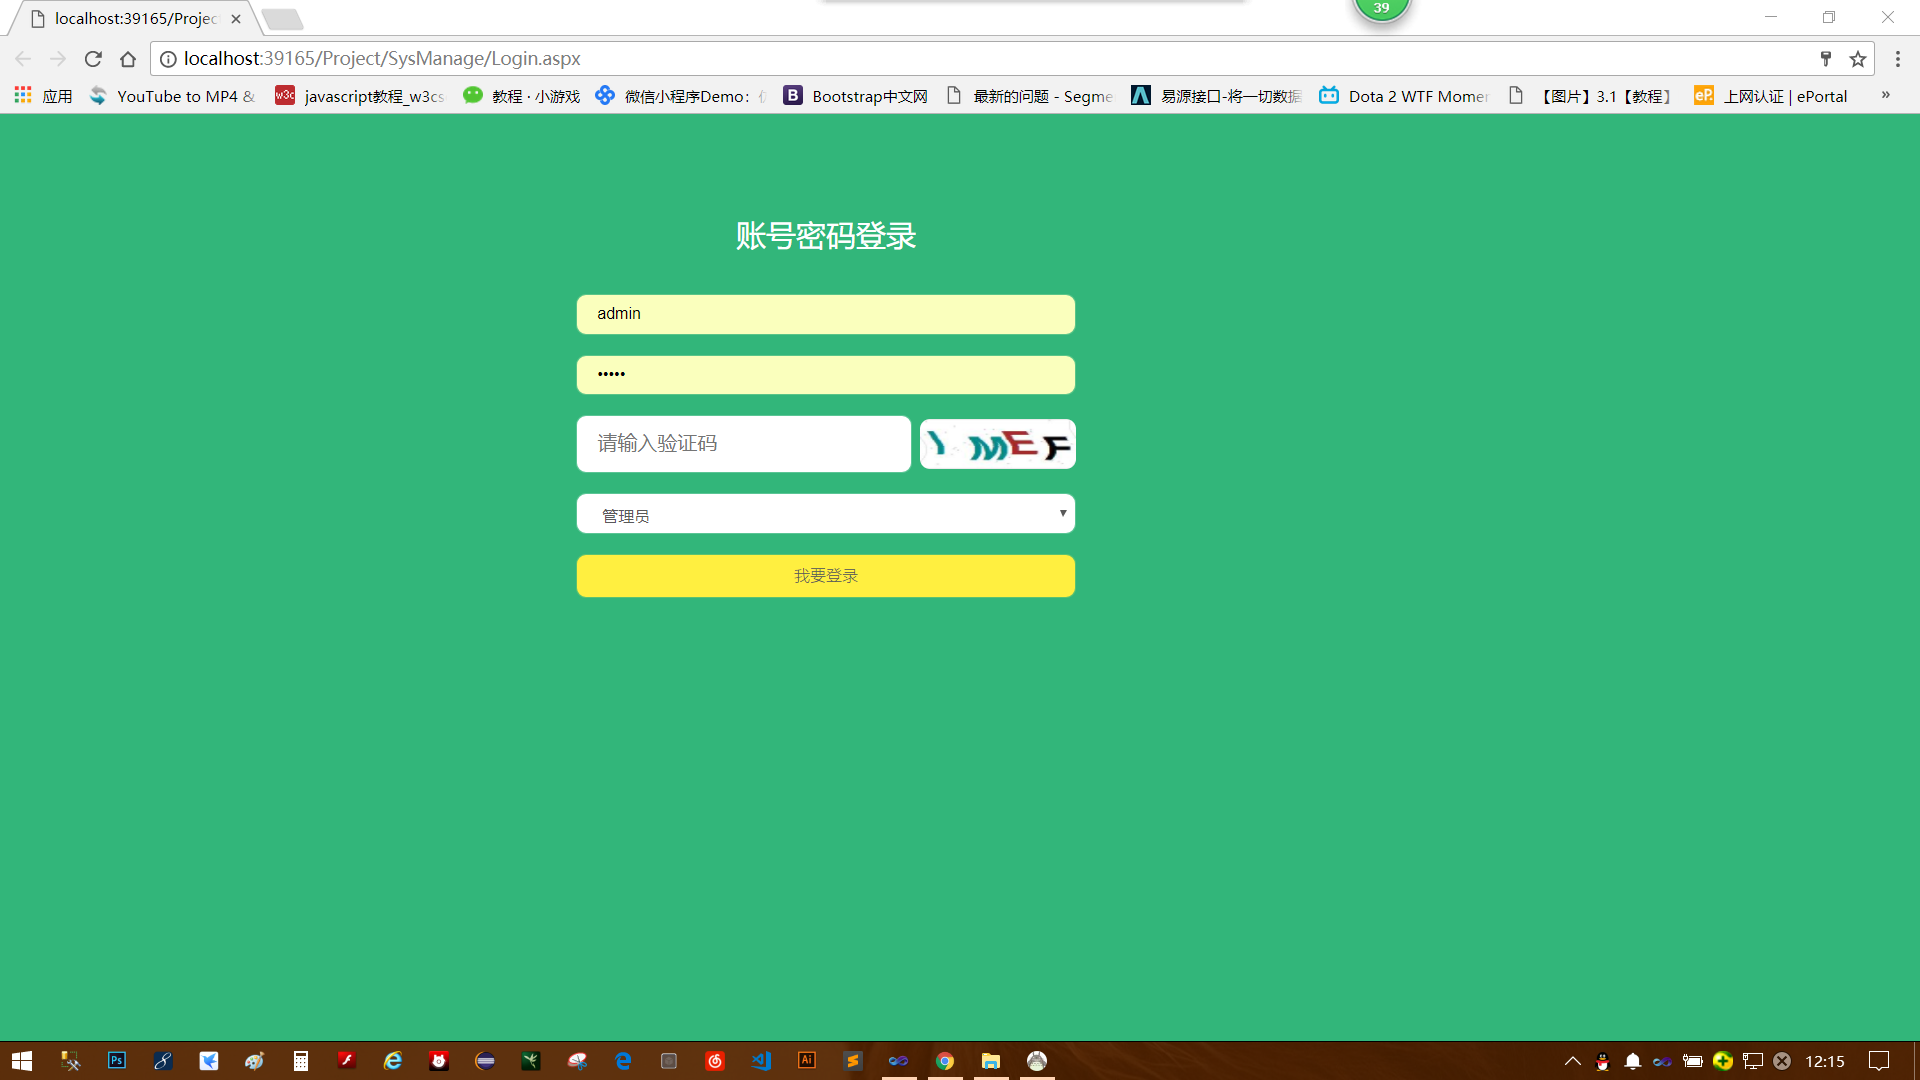 localhost:39165/Projec
39
localhost:39165/Project/SysManage/Login.aspx
应用
YouTube to MP4 &
w3c
javascript教程_w3cs
教程 · 小游戏
微信小程序Demo：
B
Bootstrap中文网
最新的问题 - Segme
易源接口-将一切数据
Dota 2 WTF Momen
【图片】3.1【教程】
eP.
上网认证 | ePortal
»
账号密码登录
admin
•••••
请输入验证码
Y M E F
管理员
我要登录
Ps
Ai
12:15